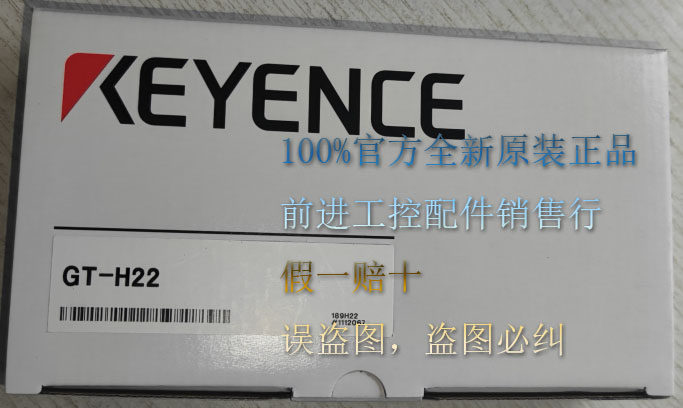 KEYENCE
100%官方全新原装正品
前进工控配件销售行
GT-H22
假一赔十
189H22
误盗图，盗图必纠